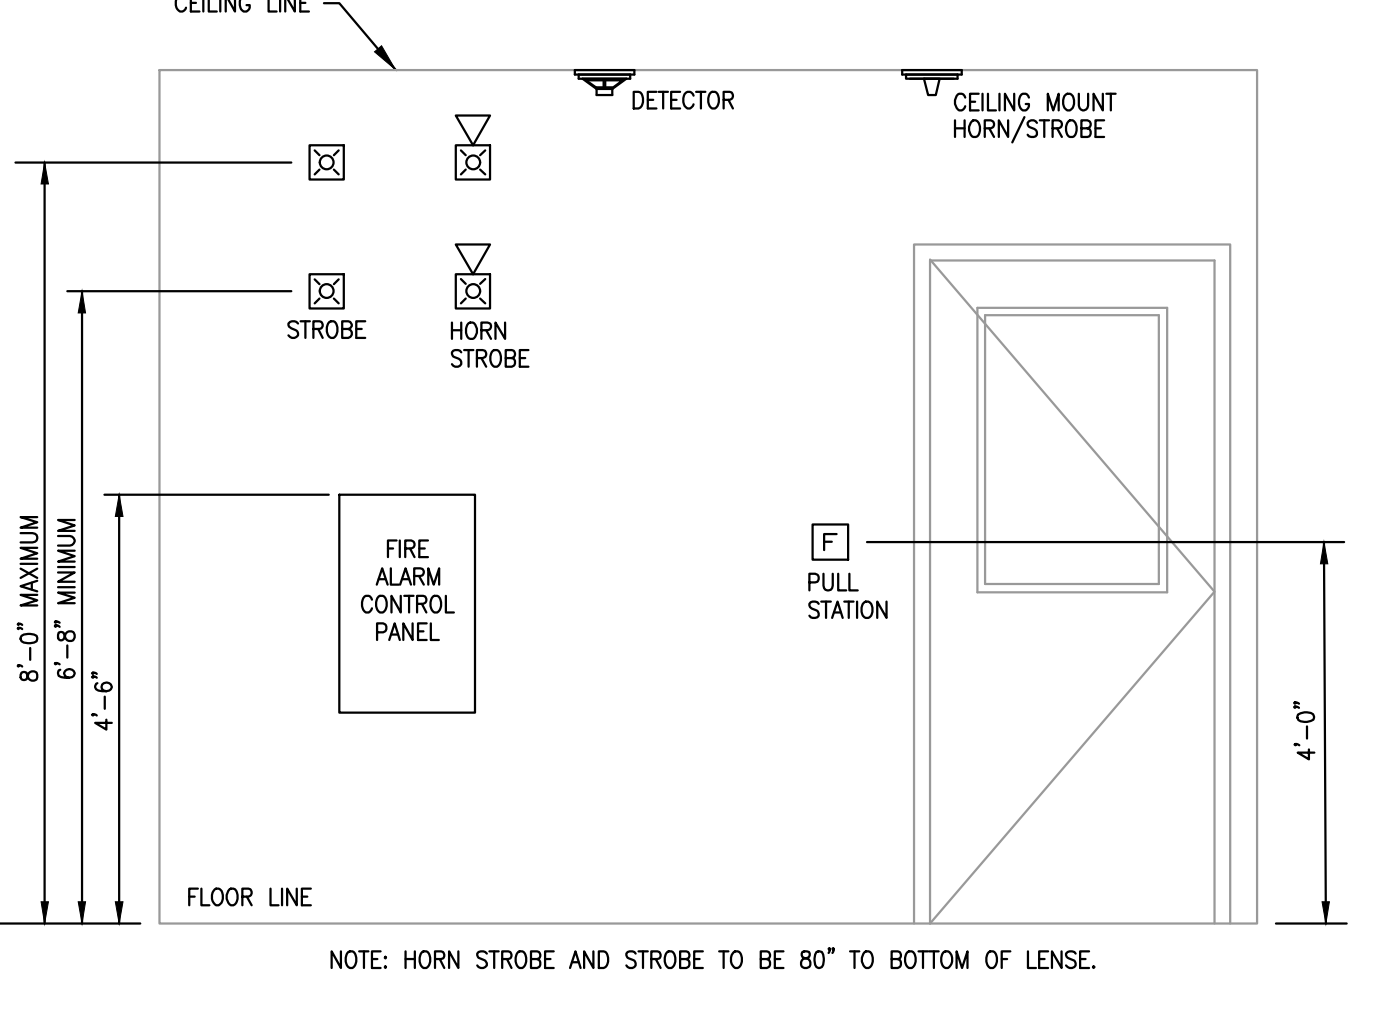 CEILING LINE
DETECTOR
CEILING MOUNT
HORN/STROBE
STROBE
HORN
STROBE
8'-0" MAXIMUM
6'-8" MINIMUM
4'-6"
FIRE
ALARM
CONTROL
PANEL
F
PULL
STATION
4'-0"
FLOOR LINE
NOTE: HORN STROBE AND STROBE TO BE 80" TO BOTTOM OF LENSE.